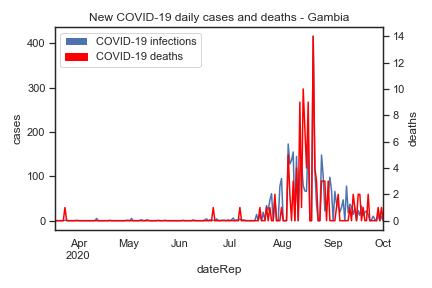 New COVID-19 daily cases and deaths - Gambia
COVID-19 infections
COVID-19 deaths
400
300
200
100
0
cases
14
12
10
8
6
4
2
0
deaths
Apr May Jun Jul Aug Sep Oct
2020
dateRep